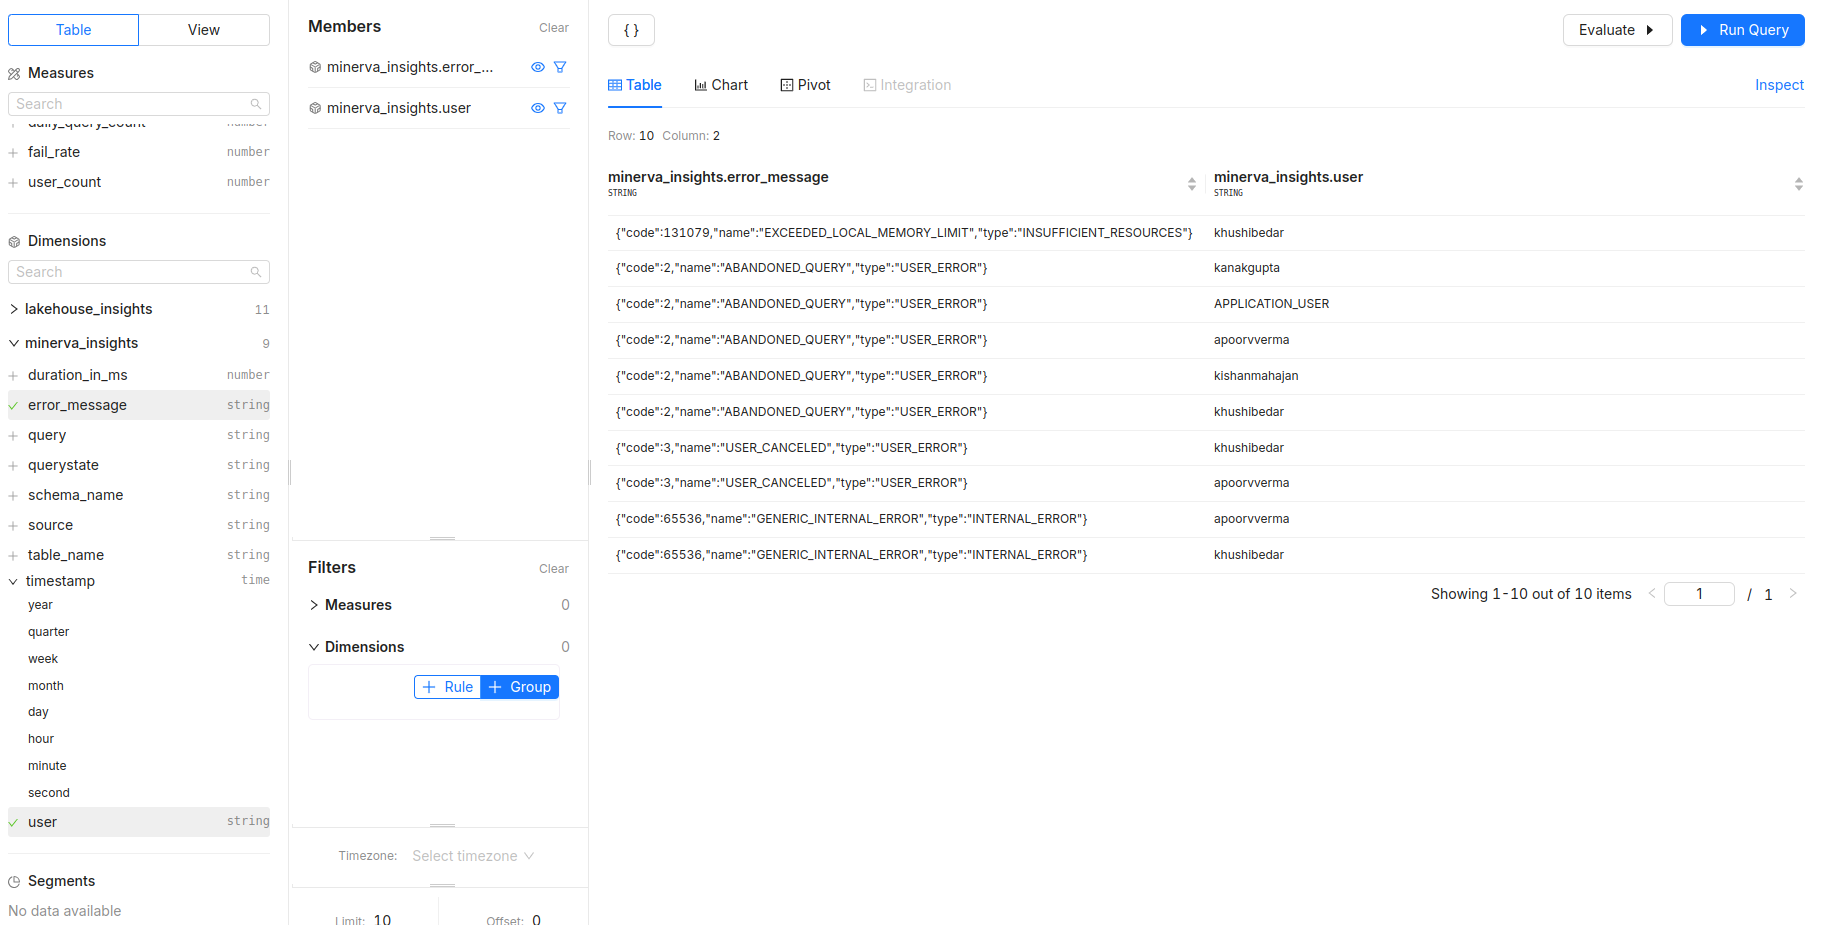 Table
View
Measures
Search
daily_query_count number
fail_rate number
user_count number
Dimensions
Search
lakehouse_insights 11
minerva_insights 9
duration_in_ms number
error_message string
query string
querystate string
schema_name string
source string
table_name string
timestamp time
year
quarter
week
month
day
hour
minute
second
user string
Segments
No data available
Members Clear
minerva_insights.error_...
minerva_insights.user
Filters Clear
Measures 0
Dimensions 0
Rule Group
Timezone: Select timezone
Limit: 10 Offset: 0
{ }
Evaluate Run Query
Table Chart Pivot Integration Inspect
Row: 10 Column: 2
minerva_insights.error_message minerva_insights.user
STRING STRING
{"code":131079,"name":"EXCEEDED_LOCAL_MEMORY_LIMIT","type":"INSUFFICIENT_RESOURCES"} khushibedar
{"code":2,"name":"ABANDONED_QUERY","type":"USER_ERROR"} kanakgupta
{"code":2,"name":"ABANDONED_QUERY","type":"USER_ERROR"} APPLICATION_USER
{"code":2,"name":"ABANDONED_QUERY","type":"USER_ERROR"} apoorvverma
{"code":2,"name":"ABANDONED_QUERY","type":"USER_ERROR"} kishanmahajan
{"code":2,"name":"ABANDONED_QUERY","type":"USER_ERROR"} khushibedar
{"code":3,"name":"USER_CANCELED","type":"USER_ERROR"} khushibedar
{"code":3,"name":"USER_CANCELED","type":"USER_ERROR"} apoorvverma
{"code":65536,"name":"GENERIC_INTERNAL_ERROR","type":"INTERNAL_ERROR"} apoorvverma
{"code":65536,"name":"GENERIC_INTERNAL_ERROR","type":"INTERNAL_ERROR"} khushibedar
Showing 1-10 out of 10 items 1 / 1